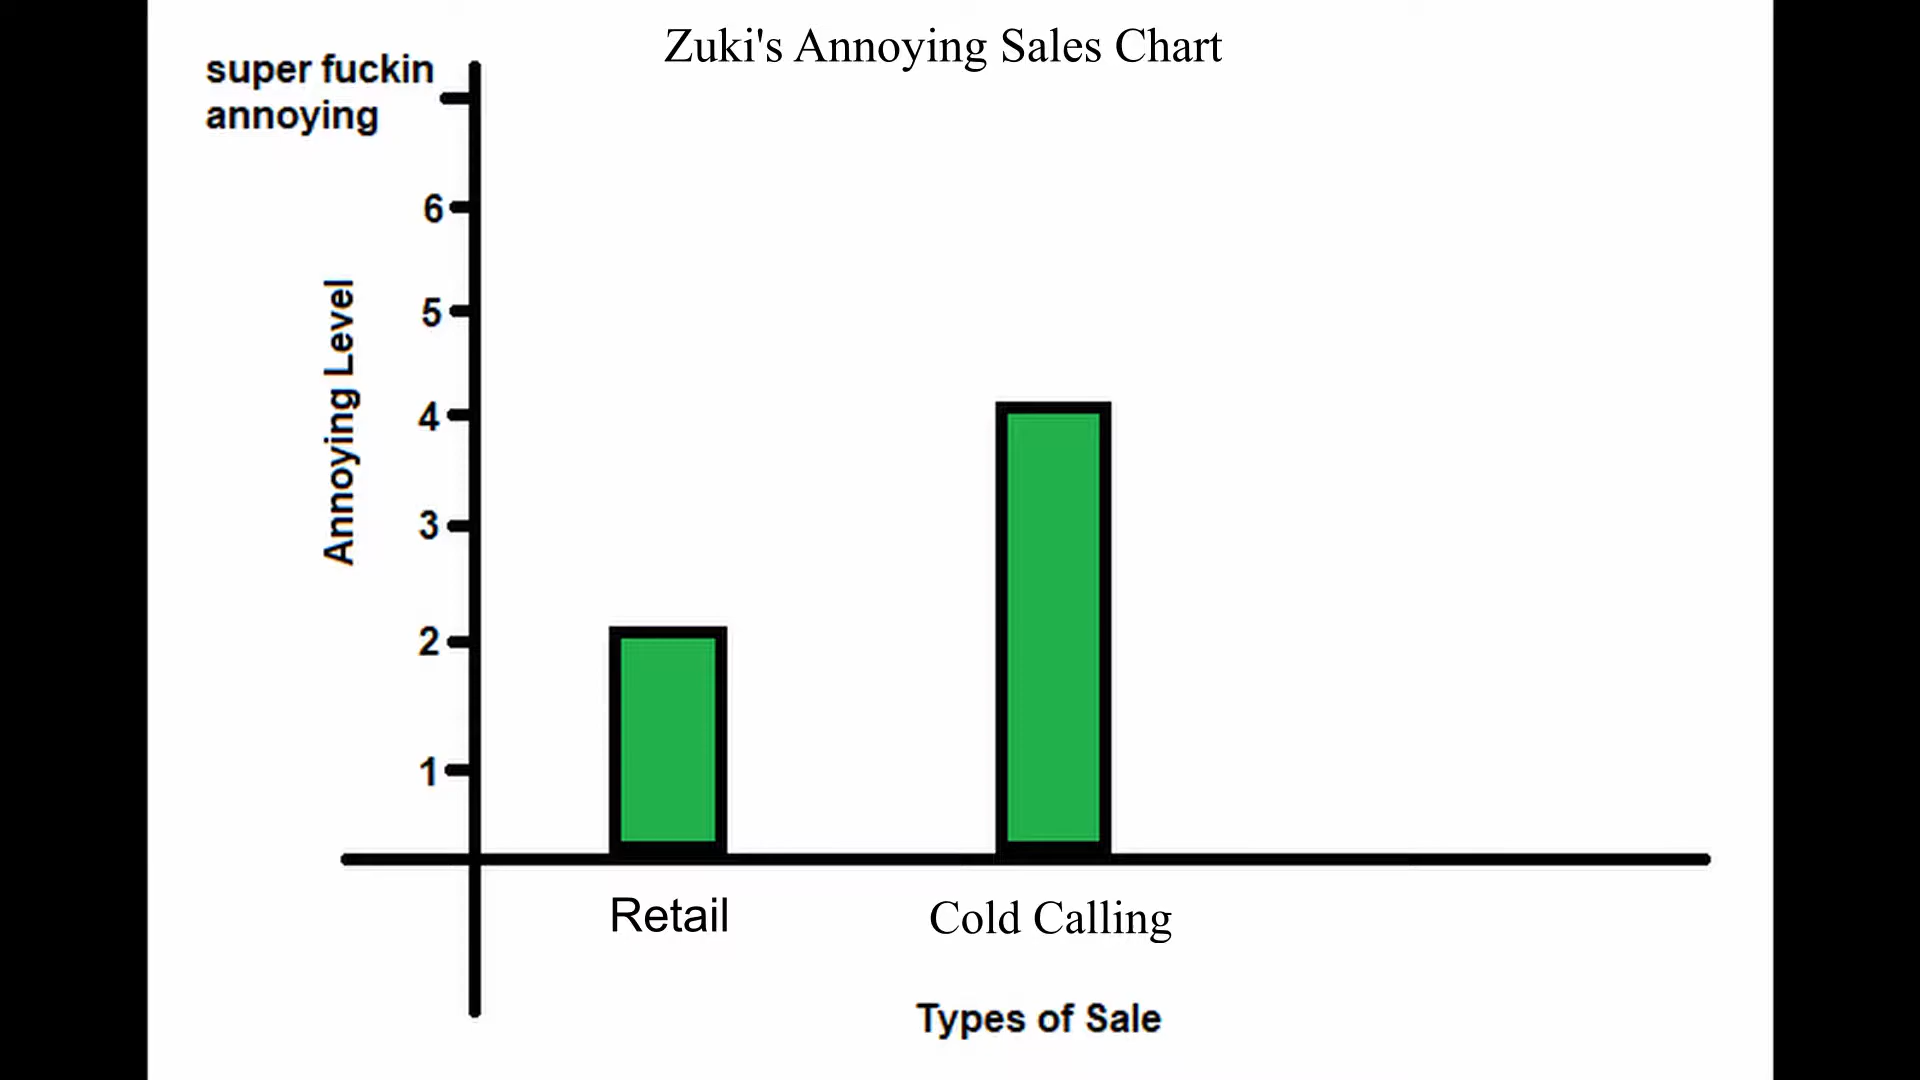 Zuki's Annoying Sales Chart
super fuckin
annoying
6
5
4
3
2
1
Annoying Level
Retail
Cold Calling
Types of Sale